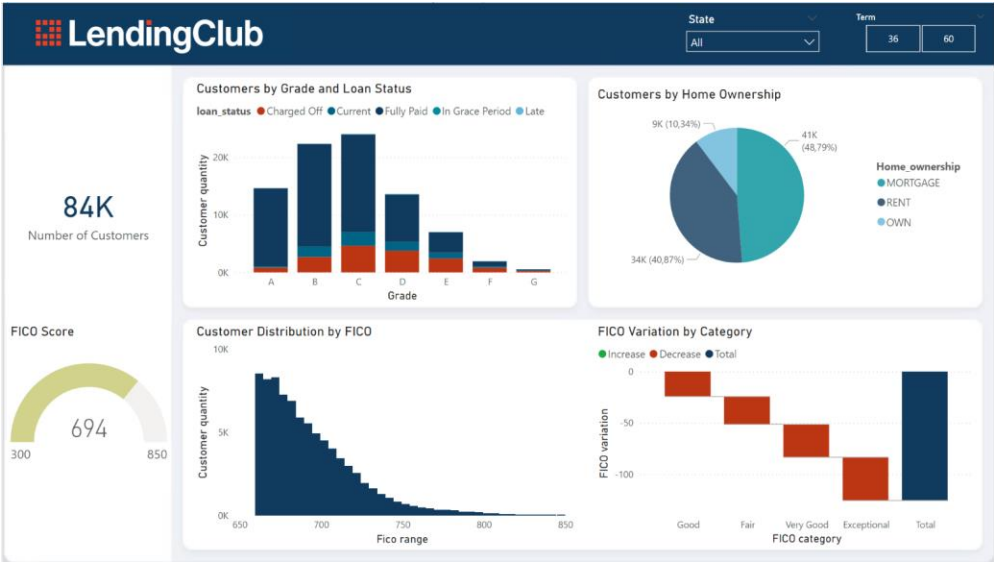 LendingClub
State
All
Term
36
60
84K
Number of Customers
FICO Score
694
300
850
Customers by Grade and Loan Status
loan_status Charged Off Current Fully Paid In Grace Period Late
Customer quantity
20K
10K
0K
A B C D E F G
Grade
Customers by Home Ownership
9K (10,34%)
41K
(48,79%)
34K (40,87%)
Home_ownership
MORTGAGE
RENT
OWN
Customer Distribution by FICO
Customer quantity
10K
5K
0K
650 700 750 800 850
Fico range
FICO Variation by Category
Increase Decrease Total
FICO variation
0
-50
-100
Good Fair Very Good Exceptional Total
FICO category